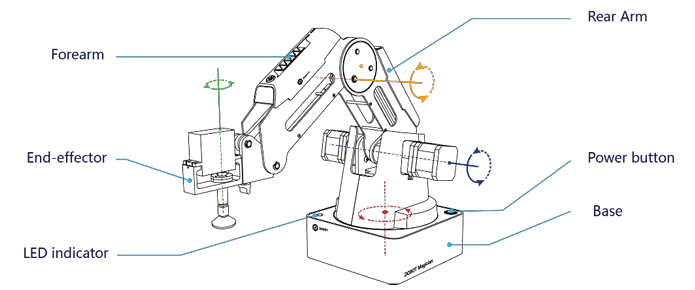 Rear Arm
Forearm
End-effector
Power button
Base
LED indicator
DOBOT Magician